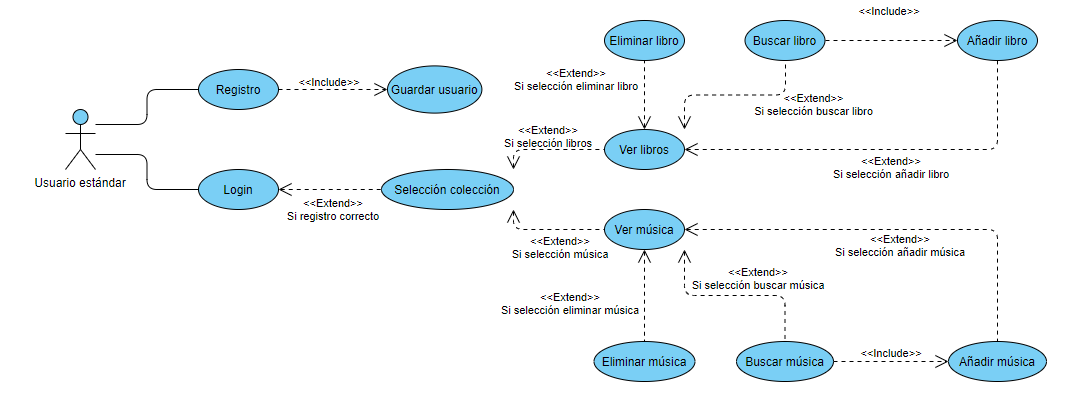 <<Include>>
Eliminar libro
Buscar libro
Añadir libro
<<Extend>>
Si selección eliminar libro
<<Include>>
Registro
Guardar usuario
<<Extend>>
Si selección buscar libro
<<Extend>>
Si selección libros
Ver libros
<<Extend>>
Si selección añadir libro
Usuario estándar
Login
Selección colección
<<Extend>>
Si registro correcto
Ver música
<<Extend>>
Si selección música
<<Extend>>
Si selección añadir música
<<Extend>>
Si selección buscar música
<<Extend>>
Si selección eliminar música
Eliminar música
Buscar música
<<Include>>
Añadir música